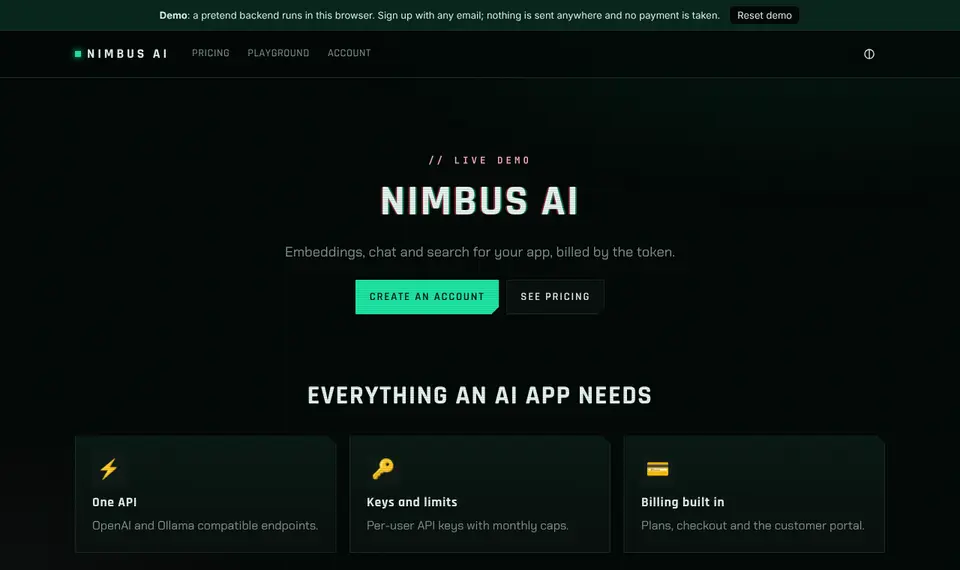 Demo: a pretend backend runs in this browser. Sign up with any email; nothing is sent anywhere and no payment is taken. Reset demo
NIMBUS AI PRICING PLAYGROUND ACCOUNT
// LIVE DEMO
NIMBUS AI
Embeddings, chat and search for your app, billed by the token.
CREATE AN ACCOUNT SEE PRICING
EVERYTHING AN AI APP NEEDS
One API
OpenAI and Ollama compatible endpoints.
Keys and limits
Per-user API keys with monthly caps.
Billing built in
Plans, checkout and the customer portal.